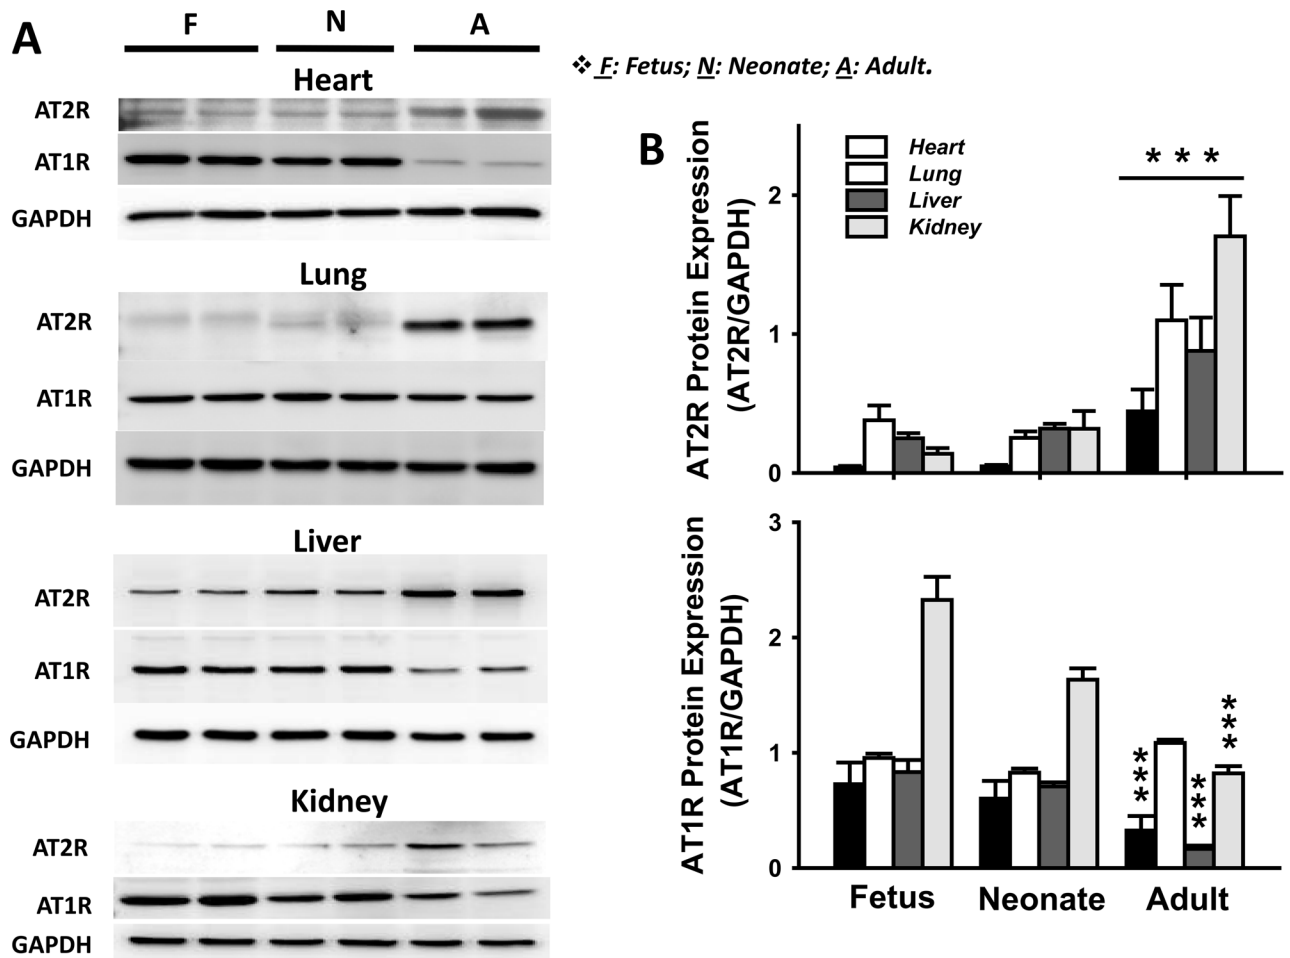 A
F N A
❖ F: Fetus; N: Neonate; A: Adult.
Heart
AT2R
AT1R
GAPDH
Lung
AT2R
AT1R
GAPDH
Liver
AT2R
AT1R
GAPDH
Kidney
AT2R
AT1R
GAPDH
B
AT2R Protein Expression
(AT2R/GAPDH)
2
1
0
Heart
Lung
Liver
Kidney
* * *
AT1R Protein Expression
(AT1R/GAPDH)
3
2
1
0
***
***
***
Fetus Neonate Adult